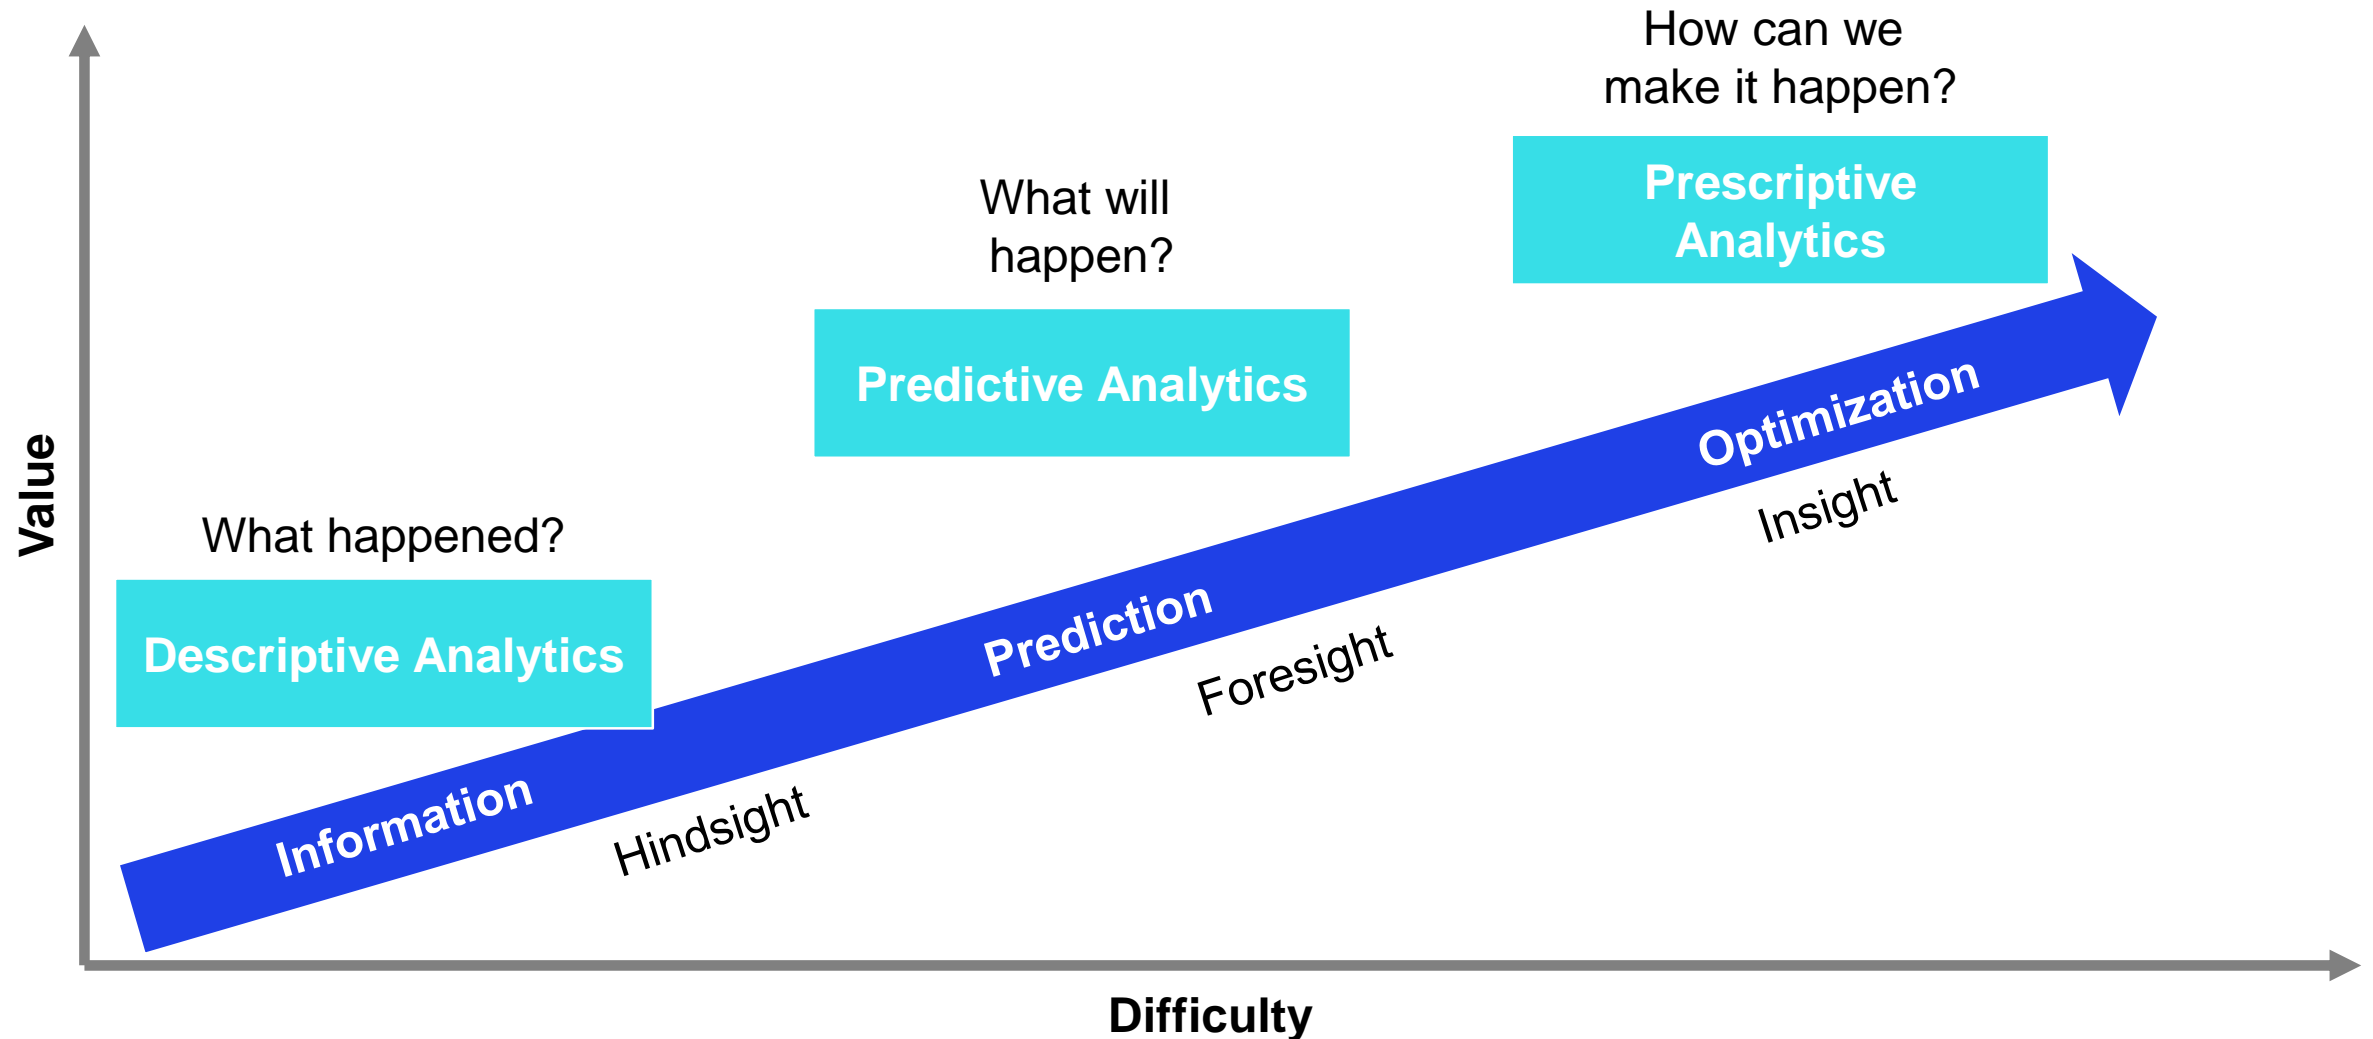 How can we
make it happen?
Prescriptive
Analytics
What will
happen?
Predictive Analytics
What happened?
Descriptive Analytics
Value
Optimization
Insight
Prediction
Foresight
Information
Hindsight
Difficulty